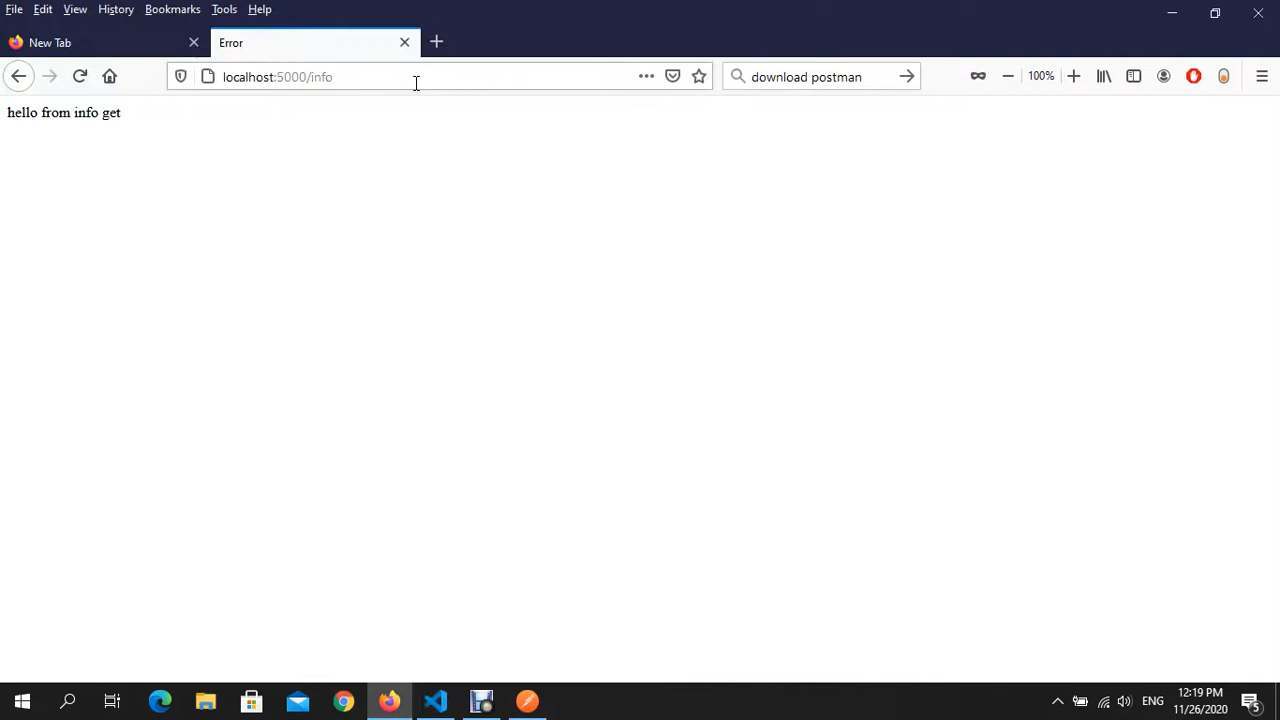 File Edit View History Bookmarks Tools Help
New Tab
Error
localhost:5000/info
download postman
100%
hello from info get
ENG
12:19 PM
11/26/2020
5